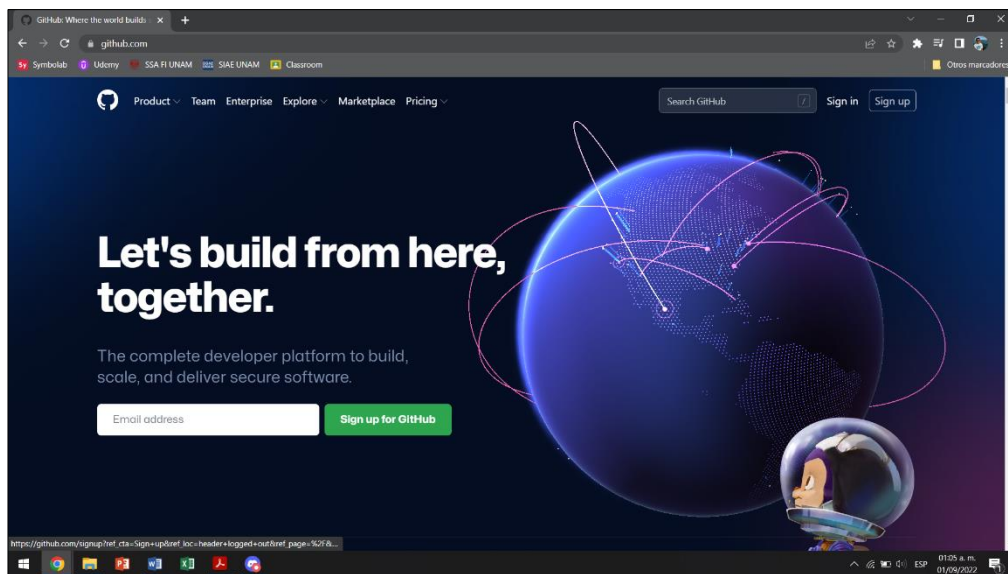 GitHub: Where the world builds
github.com
Sy Symbolab Udemy SSA FI UNAM SIAE UNAM Classroom Otros marcadores
Product Team Enterprise Explore Marketplace Pricing Search GitHub / Sign in Sign up
Let's build from here,
together.
The complete developer platform to build,
scale, and deliver secure software.
Email address Sign up for GitHub
https://github.com/signup?ref_cta=Sign+up&ref_loc=header+logged+out&ref_page=%2F&...
ESP 01:05 a. m.
01/09/2022